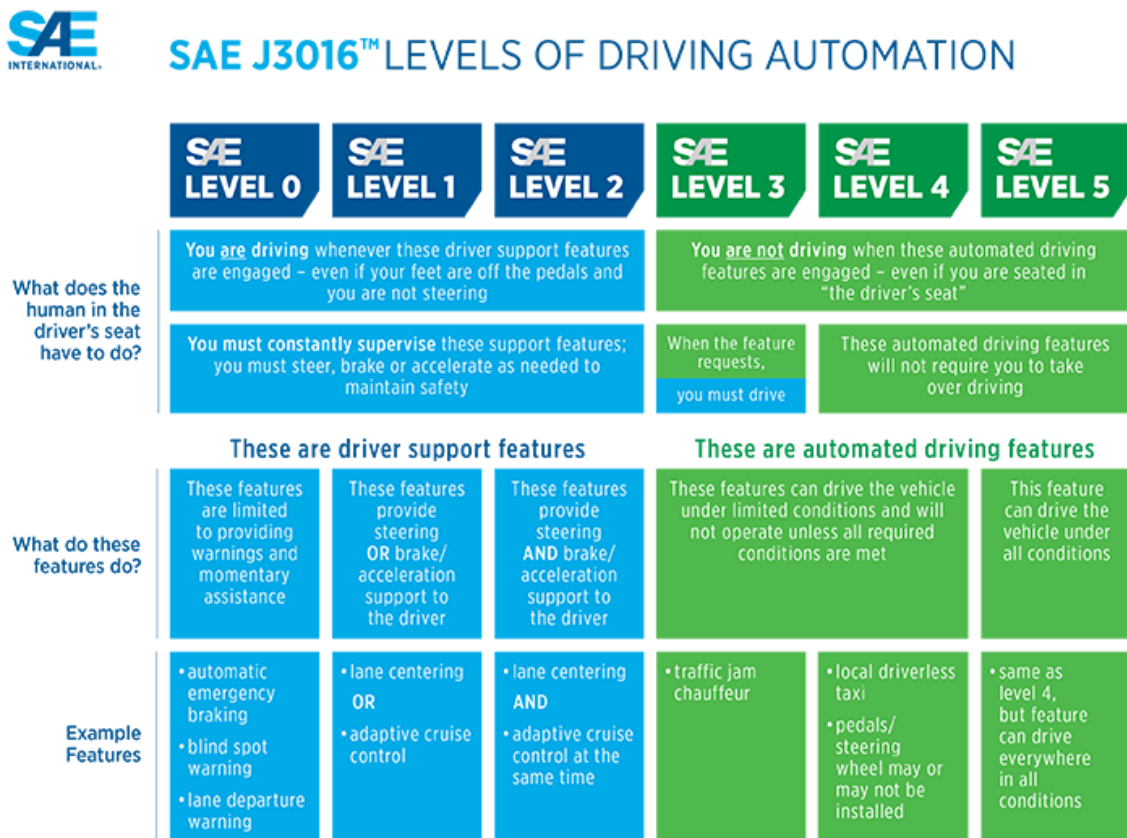 SAE
INTERNATIONAL®
SAE J3016™ LEVELS OF DRIVING AUTOMATION
SAE
LEVEL 0
SAE
LEVEL 1
SAE
LEVEL 2
SAE
LEVEL 3
SAE
LEVEL 4
SAE
LEVEL 5
What does the
human in the
driver's seat
have to do?
You are driving whenever these driver support features
are engaged – even if your feet are off the pedals and
you are not steering
You are not driving when these automated driving
features are engaged – even if you are seated in
“the driver's seat”
You must constantly supervise these support features;
you must steer, brake or accelerate as needed to
maintain safety
When the feature
requests,
you must drive
These automated driving features
will not require you to take
over driving
These are driver support features
These are automated driving features
What do these
features do?
These features
are limited
to providing
warnings and
momentary
assistance
These features
provide
steering
OR brake/
acceleration
support to
the driver
These features
provide
steering
AND brake/
acceleration
support to
the driver
These features can drive the vehicle
under limited conditions and will
not operate unless all required
conditions are met
This feature
can drive the
vehicle under
all conditions
Example
Features
• automatic
emergency
braking
• blind spot
warning
• lane departure
warning
• lane centering
OR
• adaptive cruise
control
• lane centering
AND
• adaptive cruise
control at the
same time
• traffic jam
chauffeur
• local driverless
taxi
• pedals/
steering
wheel may or
may not be
installed
• same as
level 4,
but feature
can drive
everywhere
in all
conditions